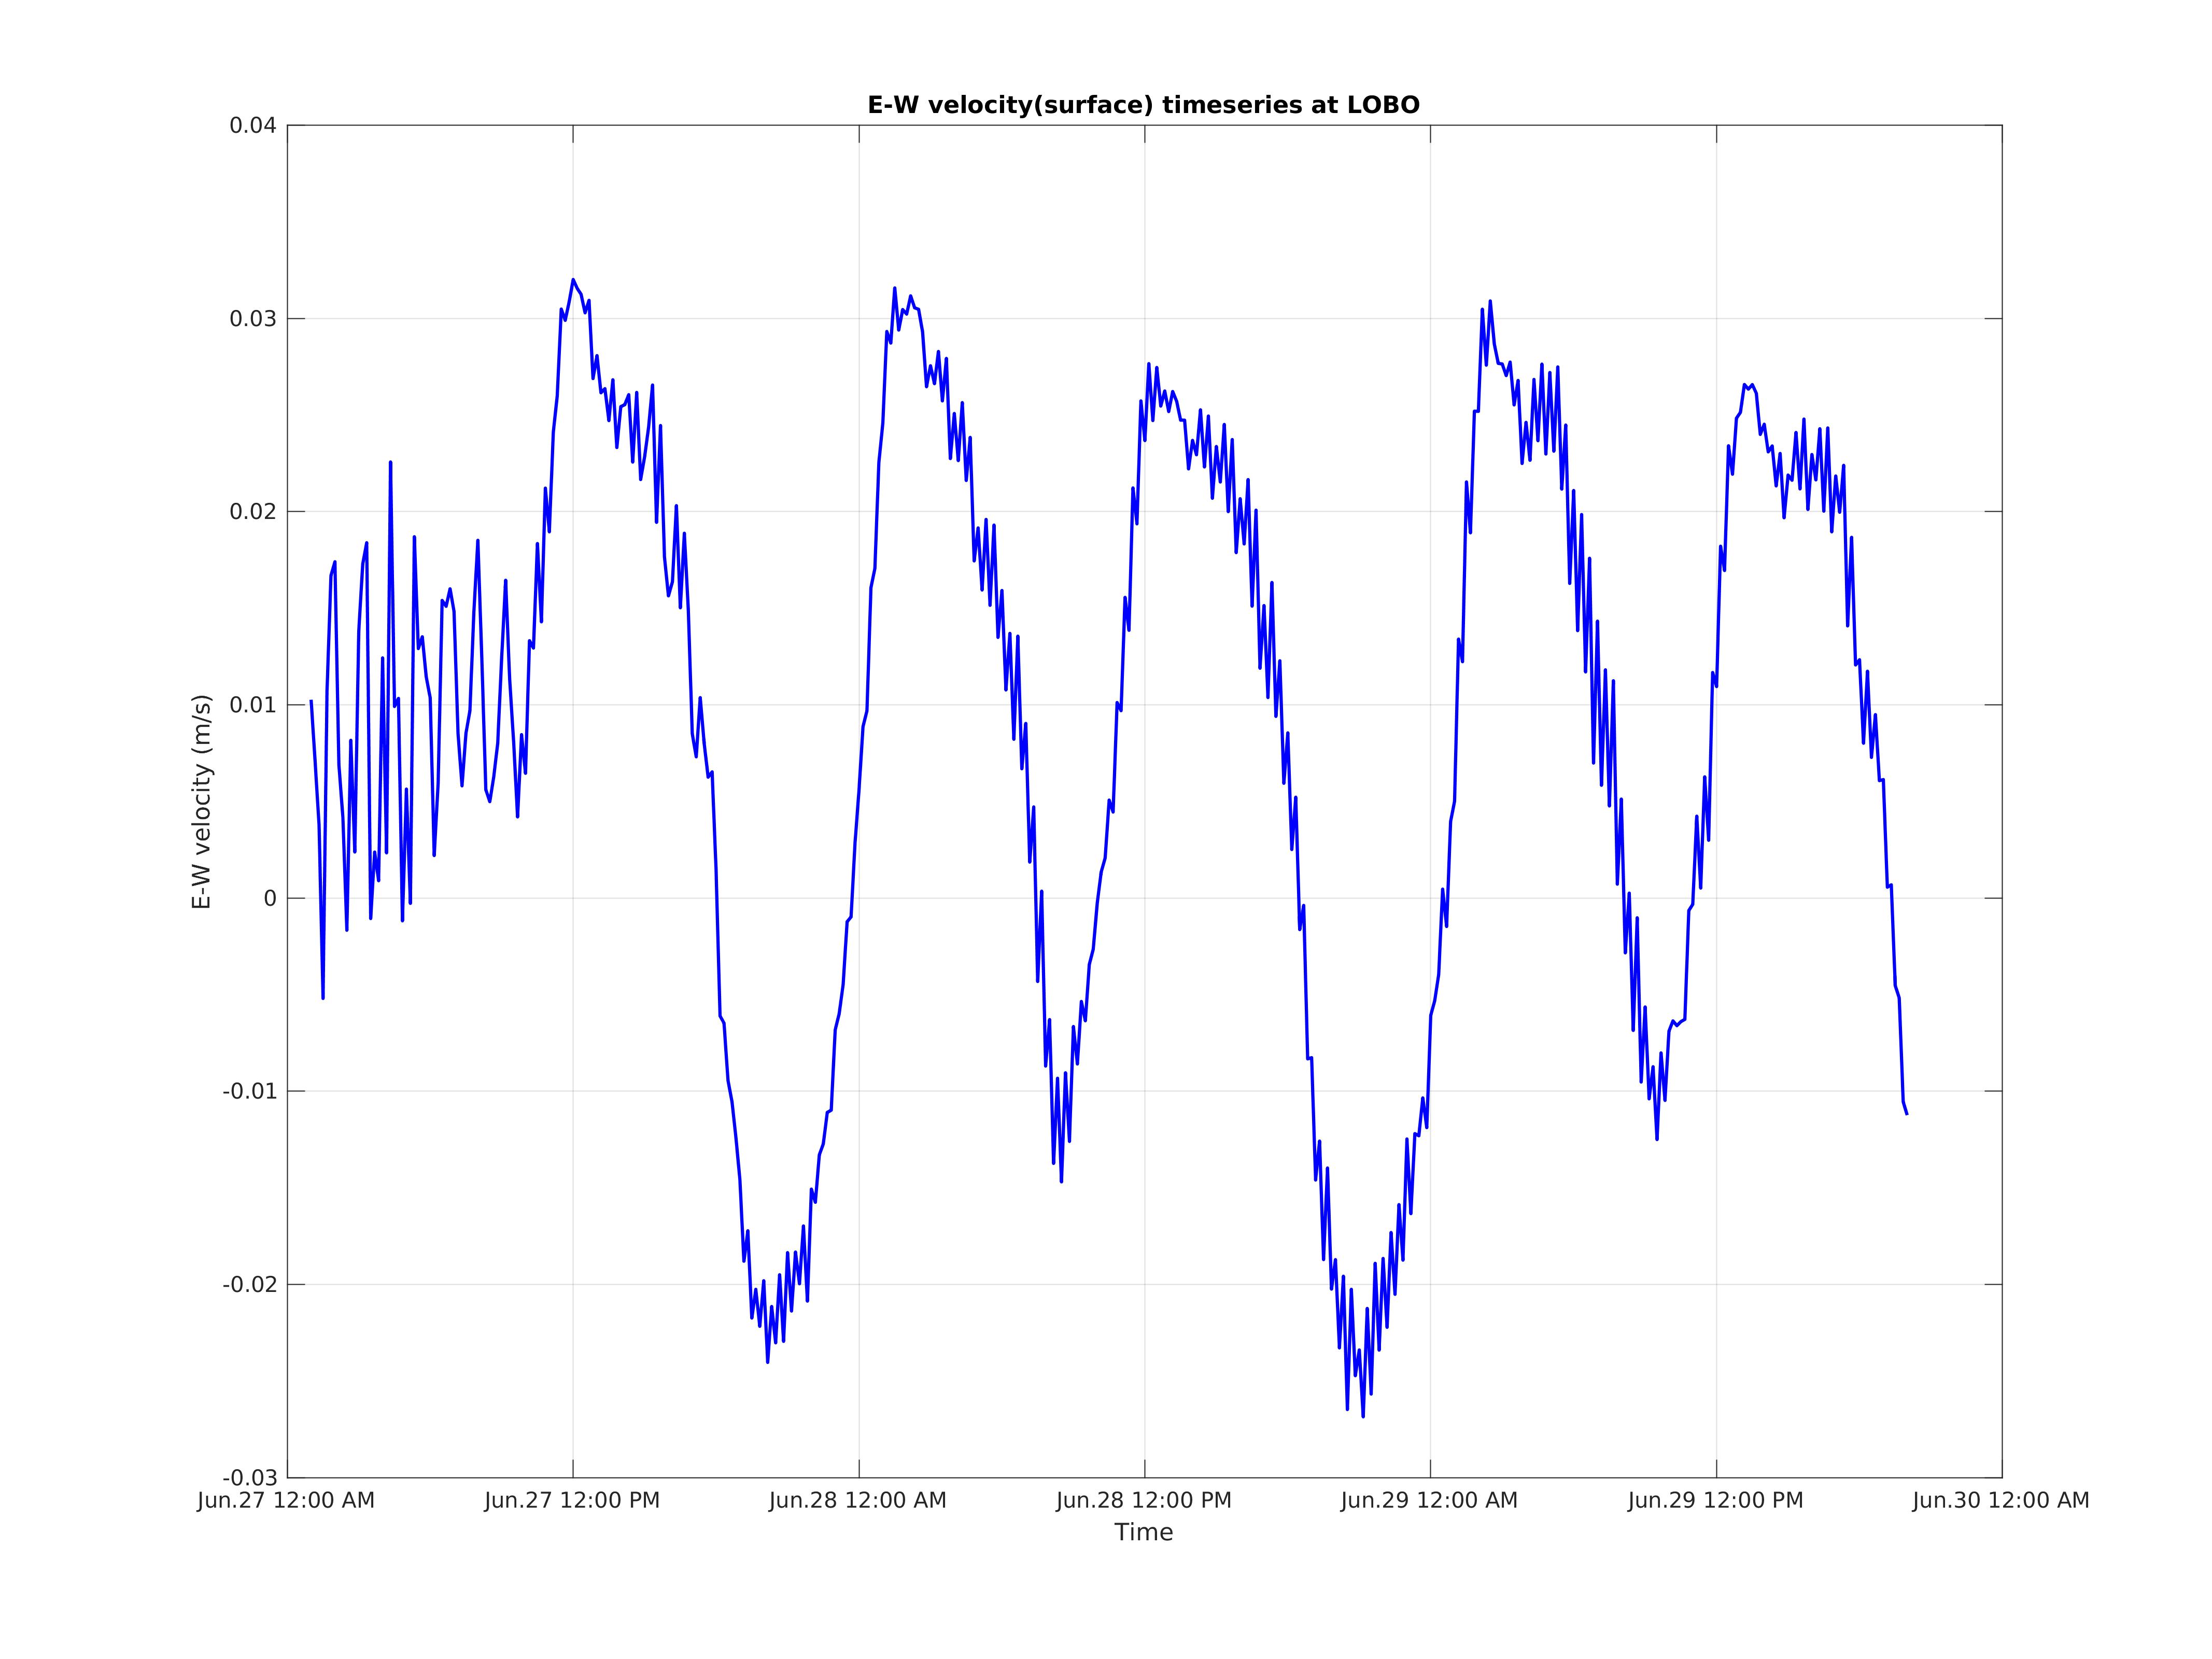 E-W velocity(surface) timeseries at LOBO
0.04
0.03
0.02
0.01
0
-0.01
-0.02
-0.03
E-W velocity (m/s)
Jun.27 12:00 AM
Jun.27 12:00 PM
Jun.28 12:00 AM
Jun.28 12:00 PM
Jun.29 12:00 AM
Jun.29 12:00 PM
Jun.30 12:00 AM
Time